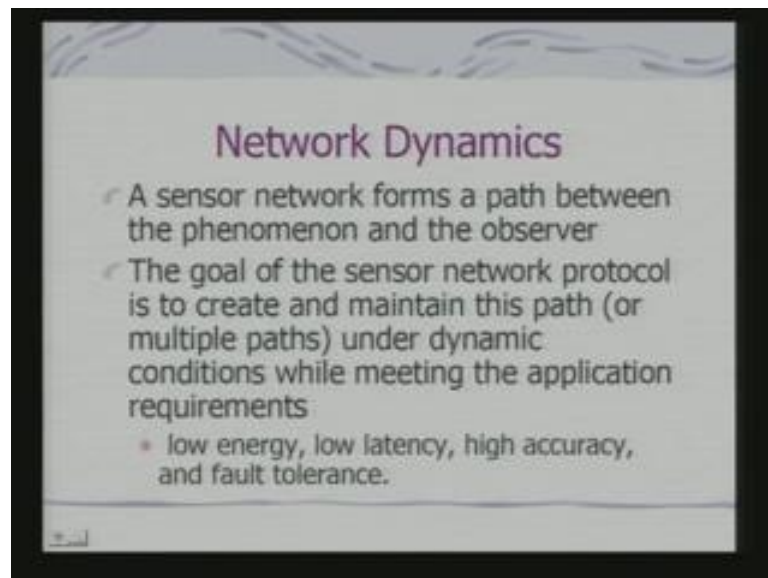 Network Dynamics
A sensor network forms a path between
the phenomenon and the observer
The goal of the sensor network protocol
is to create and maintain this path (or
multiple paths) under dynamic
conditions while meeting the application
requirements
low energy, low latency, high accuracy,
and fault tolerance.